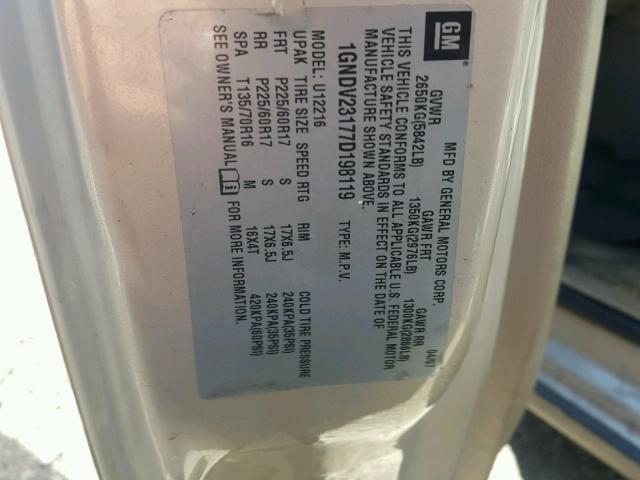 GM MFD BY GENERAL MOTORS CORP. 04/07
GVWR GAWR FRT GAWR RR
2650KG(5842LB) 1350KG(2976LB) 1300KG(2866LB)
THIS VEHICLE CONFORMS TO ALL APPLICABLE U.S. FEDERAL MOTOR
VEHICLE SAFETY STANDARDS IN EFFECT ON THE DATE OF
MANUFACTURE SHOWN ABOVE.
1GNDV23177D198119 TYPE: M.P.V.
MODEL: U12216
UPAK TIRE SIZE SPEED RTG RIM COLD TIRE PRESSURE
FRT P225/60R17 S 17X6.5J 240KPA(35PSI)
RR P225/60R17 S 17X6.5J 240KPA(35PSI)
SPA T135/70R16 M 16X4T 420KPA(60PSI)
SEE OWNER'S MANUAL FOR MORE INFORMATION.